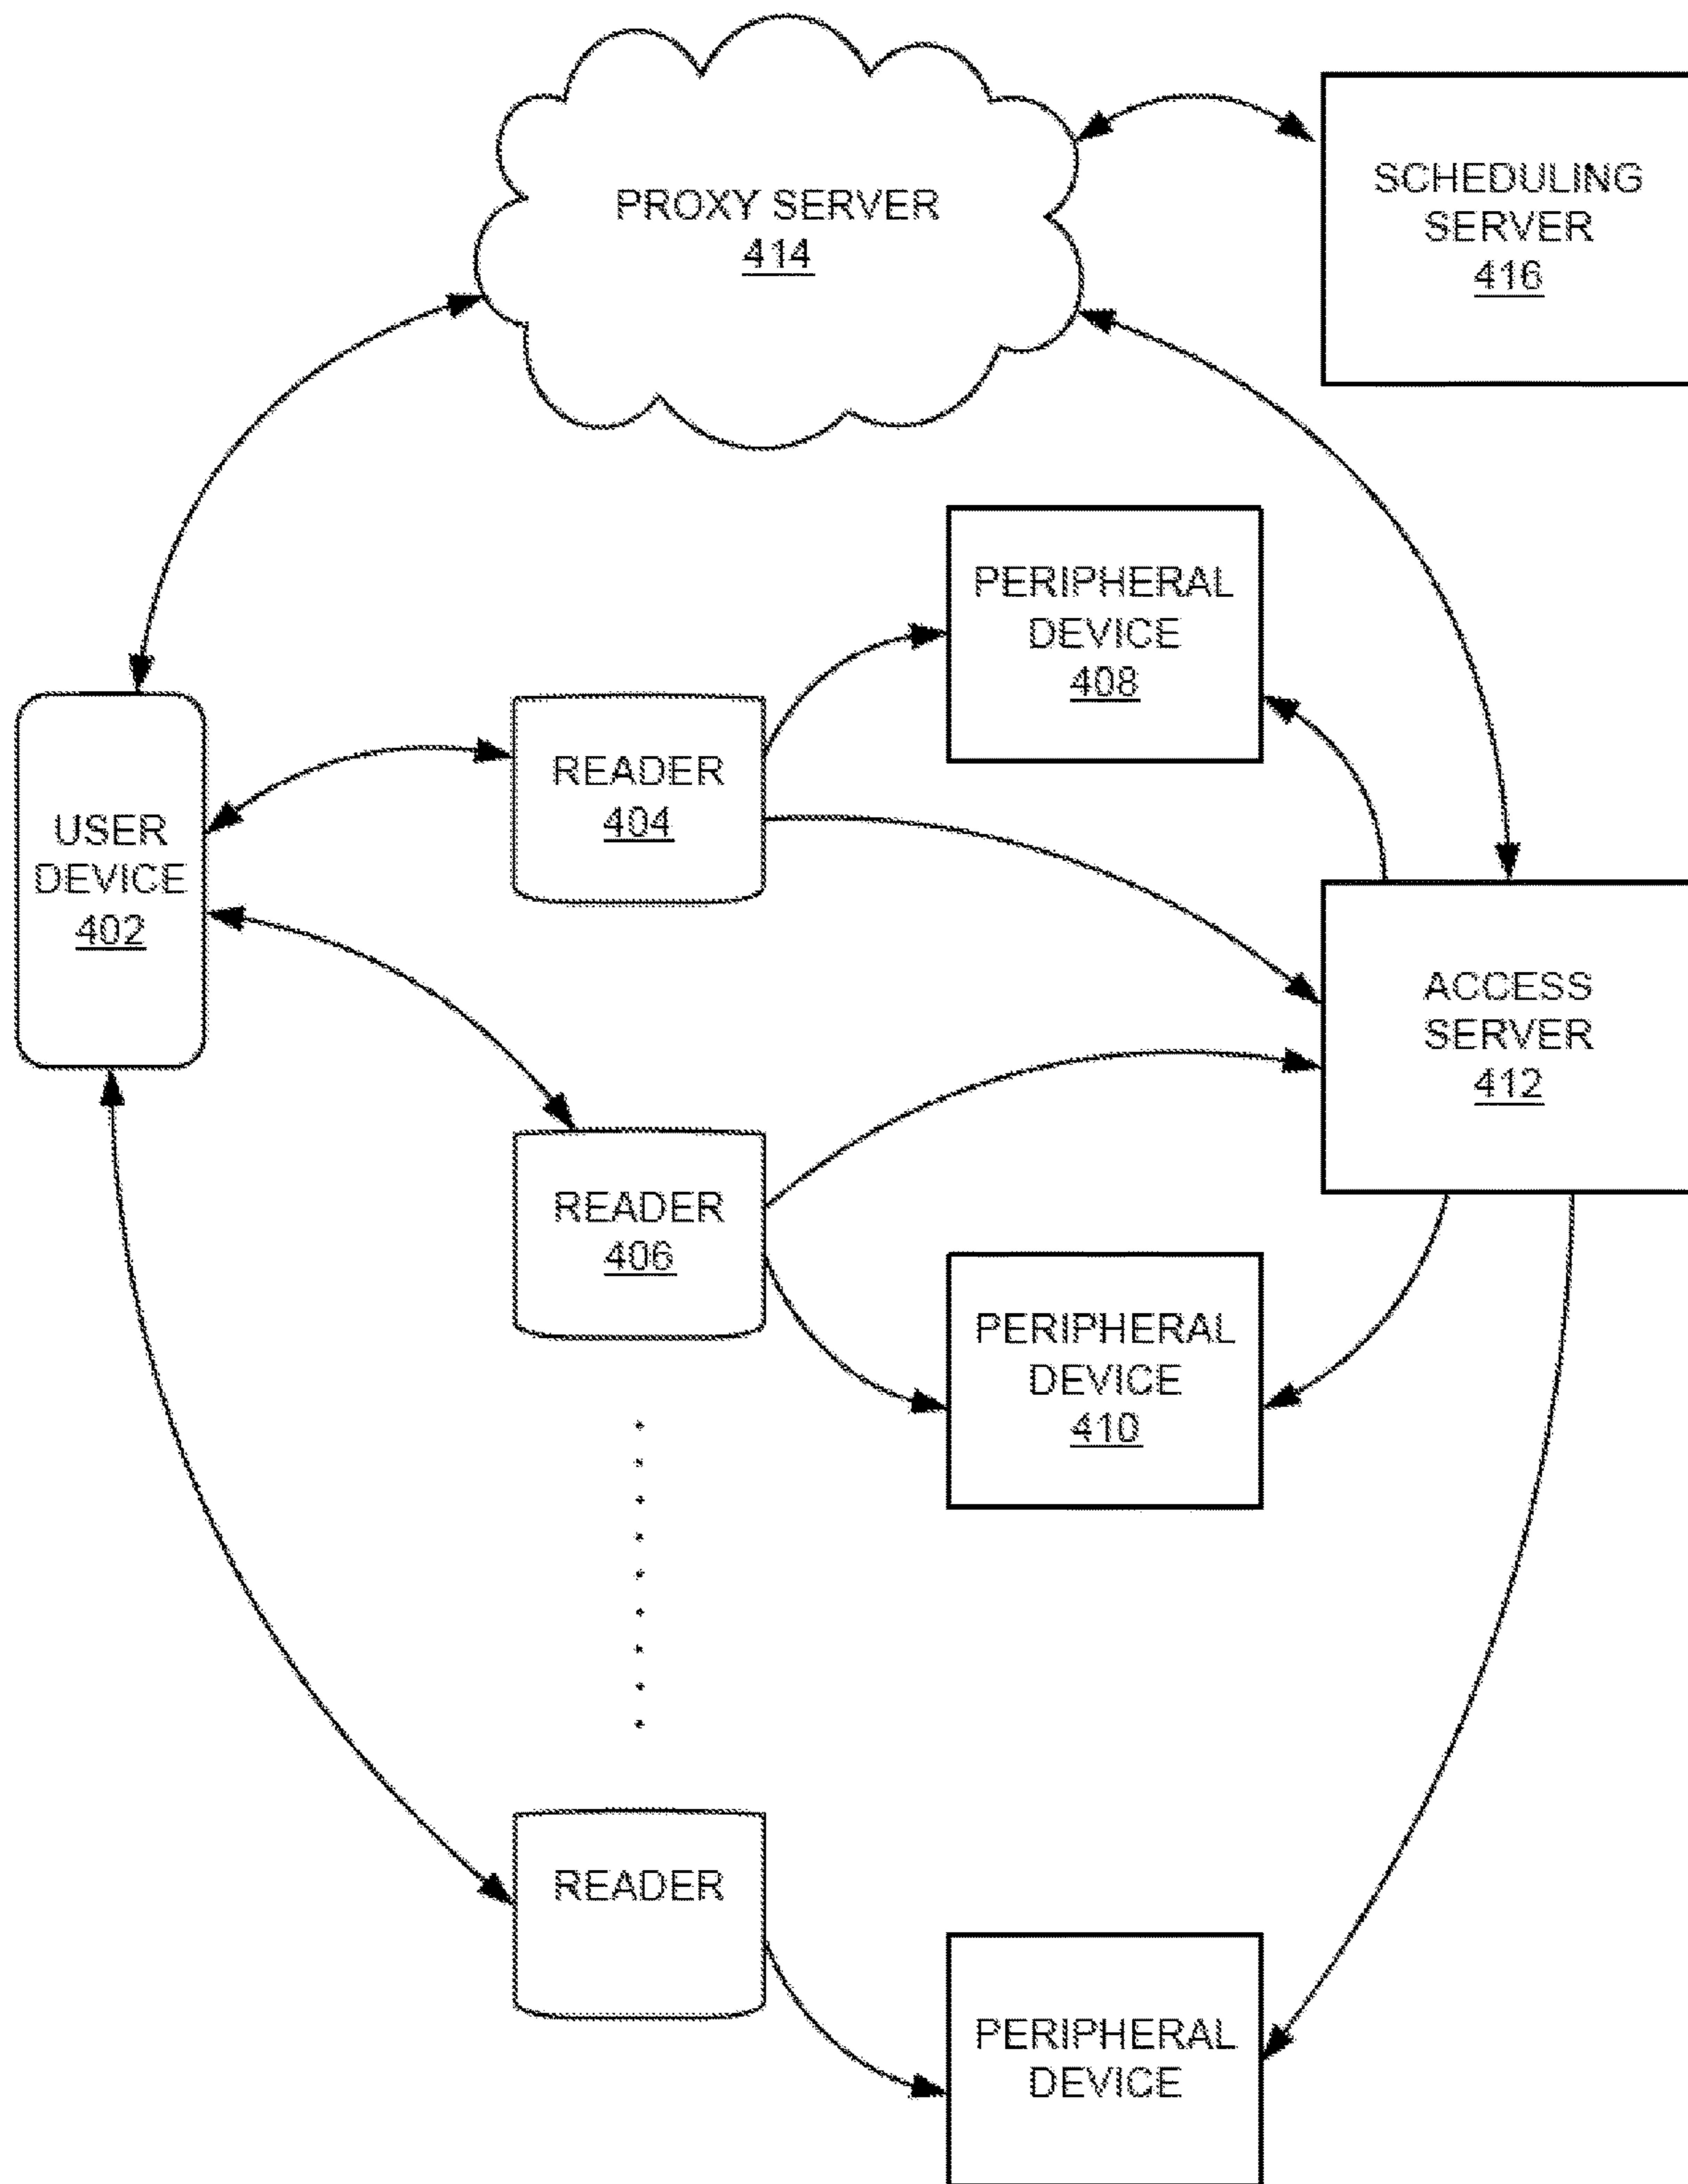 PROXY SERVER
414
SCHEDULING
SERVER
416
PERIPHERAL
DEVICE
408
READER
404
USER
DEVICE
402
ACCESS
SERVER
412
READER
406
PERIPHERAL
DEVICE
410
READER
PERIPHERAL
DEVICE